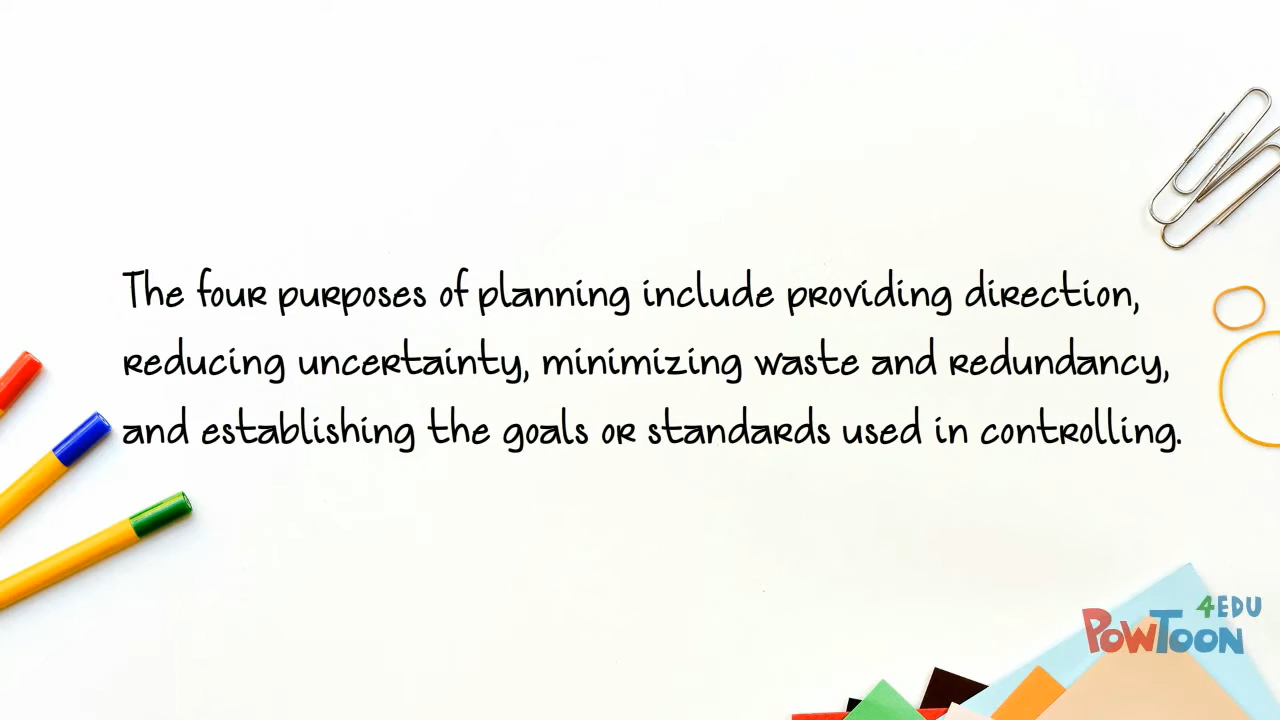 The four purposes of planning include providing direction,
reducing uncertainty, minimizing waste and redundancy,
and establishing the goals or standards used in controlling.
4EDU
POWTOON